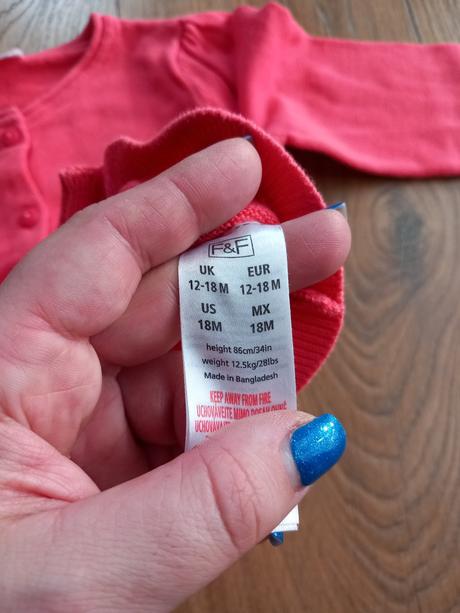 F&F
UK EUR
12-18 M 12-18 M
US MX
18M 18M
height 86cm/34in
weight 12.5kg/28lbs
Made in Bangladesh
KEEP AWAY FROM FIRE
UCHOVÁVEJTE MIMO DOSAH OHNĚ